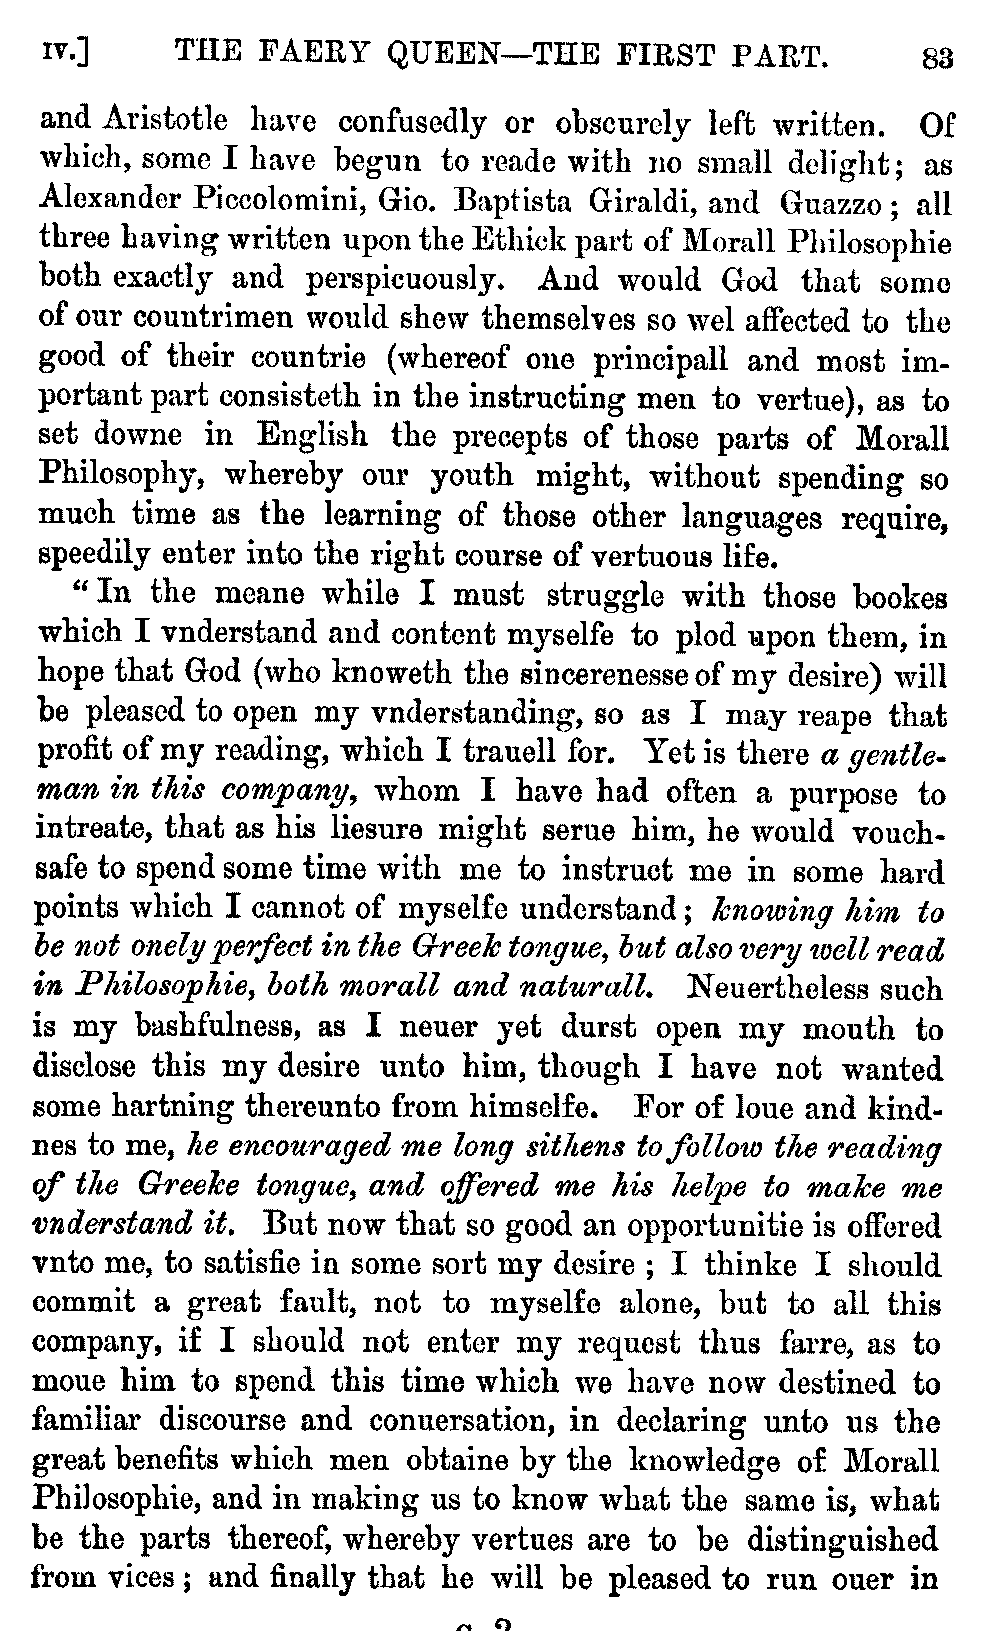 IV.] THE FAERY QUEEN—THE FIRST PART. 83
and Aristotle have confusedly or obscurely left written. Of
which, some I have begun to reade with no small delight; as
Alexander Piccolomini, Gio. Baptista Giraldi, and Guazzo; all
three having written upon the Ethick part of Morall Philosophie
both exactly and perspicuously. And would God that some
of our countrimen would shew themselves so wel affected to the
good of their countrie (whereof one principall and most im-
portant part consisteth in the instructing men to vertue), as to
set downe in English the precepts of those parts of Morall
Philosophy, whereby our youth might, without spending so
much time as the learning of those other languages require,
speedily enter into the right course of vertuous life.
“In the meane while I must struggle with those bookes
which I vnderstand and content myselfe to plod upon them, in
hope that God (who knoweth the sincerenesse of my desire) will
be pleased to open my vnderstanding, so as I may reape that
profit of my reading, which I trauell for. Yet is there a gentle-
man in this company, whom I have had often a purpose to
intreate, that as his liesure might serue him, he would vouch-
safe to spend some time with me to instruct me in some hard
points which I cannot of myselfe understand; knowing him to
be not onely perfect in the Greek tongue, but also very well read
in Philosophie, both morall and naturall. Neuertheless such
is my bashfulness, as I neuer yet durst open my mouth to
disclose this my desire unto him, though I have not wanted
some hartning thereunto from himselfe. For of loue and kind-
nes to me, he encouraged me long sithens to follow the reading
of the Greeke tongue, and offered me his helpe to make me
vnderstand it. But now that so good an opportunitie is offered
vnto me, to satisfie in some sort my desire; I thinke I should
commit a great fault, not to myselfe alone, but to all this
company, if I should not enter my request thus farre, as to
moue him to spend this time which we have now destined to
familiar discourse and conuersation, in declaring unto us the
great benefits which men obtaine by the knowledge of Morall
Philosophie, and in making us to know what the same is, what
be the parts thereof, whereby vertues are to be distinguished
from vices; and finally that he will be pleased to run ouer in